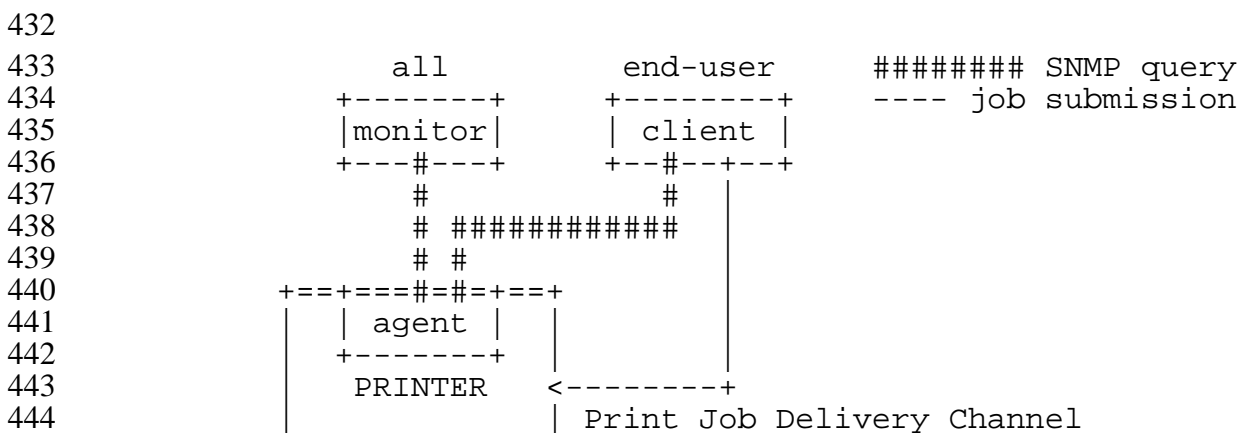 432
433                     all            end-user      ######## SNMP query
434                  +-------+      +--------+     ---- job submission
435                  |monitor|      | client |
436                  +---#---+      +--#--+--+
437                      #             #  |
438                      # ############   |
439                      # #              |
440              +==+===#=#=+==+          |
441              |  | agent |  |          |
442              |  +-------+  |          |
443              |   PRINTER   <--------+
444              |             | Print Job Delivery Channel